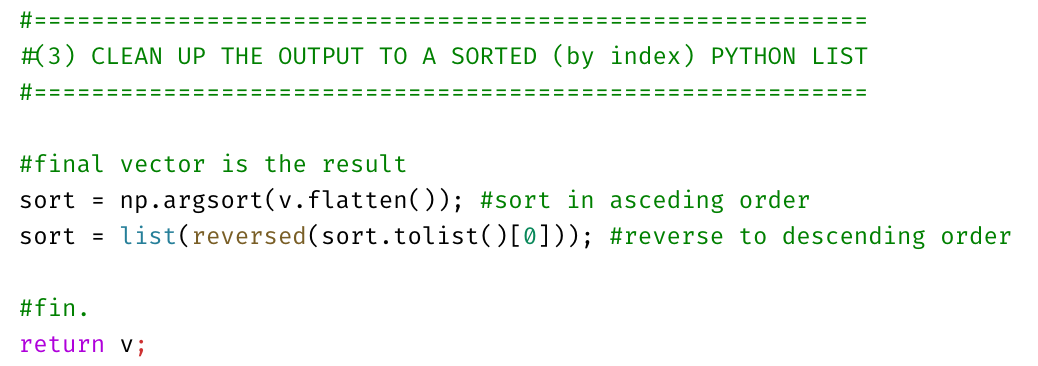 #==========================================================
#(3) CLEAN UP THE OUTPUT TO A SORTED (by index) PYTHON LIST
#==========================================================
#final vector is the result
sort = np.argsort(v.flatten()); #sort in asceding order
sort = list(reversed(sort.tolist()[0])); #reverse to descending order
#fin.
return v;